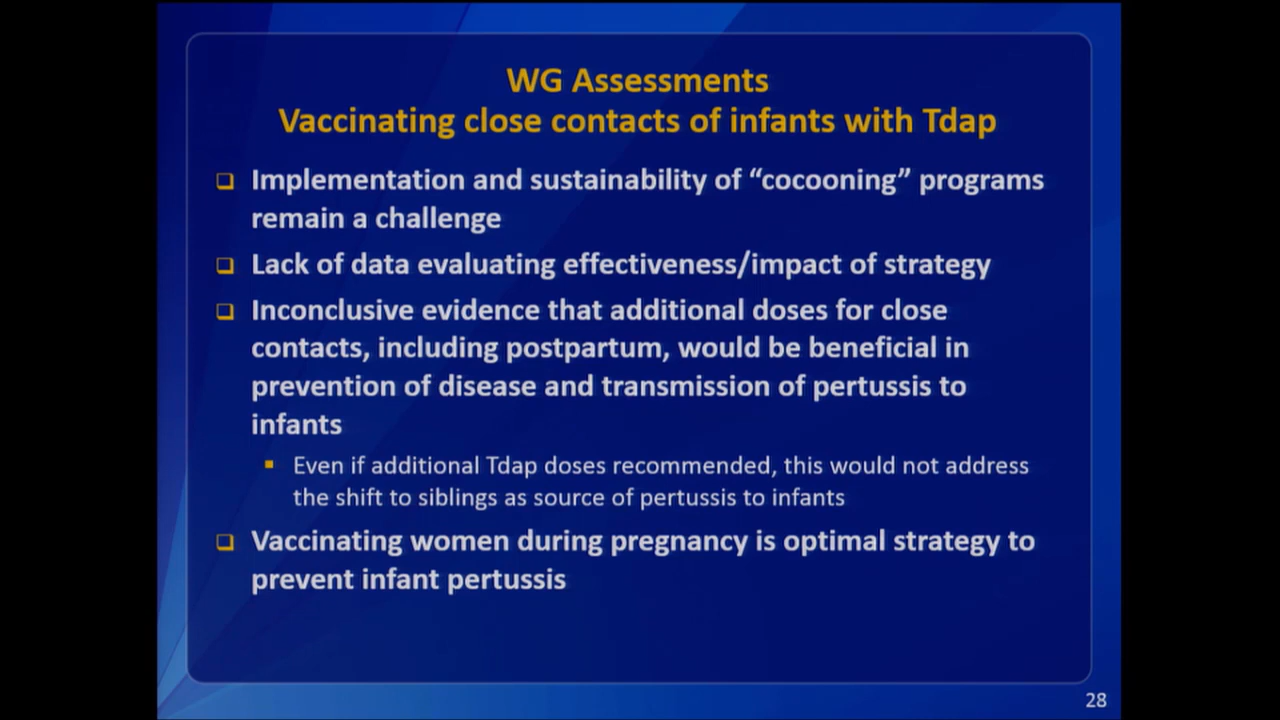 WG Assessments
Vaccinating close contacts of infants with Tdap
Implementation and sustainability of “cocooning” programs
remain a challenge
Lack of data evaluating effectiveness/impact of strategy
Inconclusive evidence that additional doses for close
contacts, including postpartum, would be beneficial in
prevention of disease and transmission of pertussis to
infants
Even if additional Tdap doses recommended, this would not address
the shift to siblings as source of pertussis to infants
Vaccinating women during pregnancy is optimal strategy to
prevent infant pertussis
28